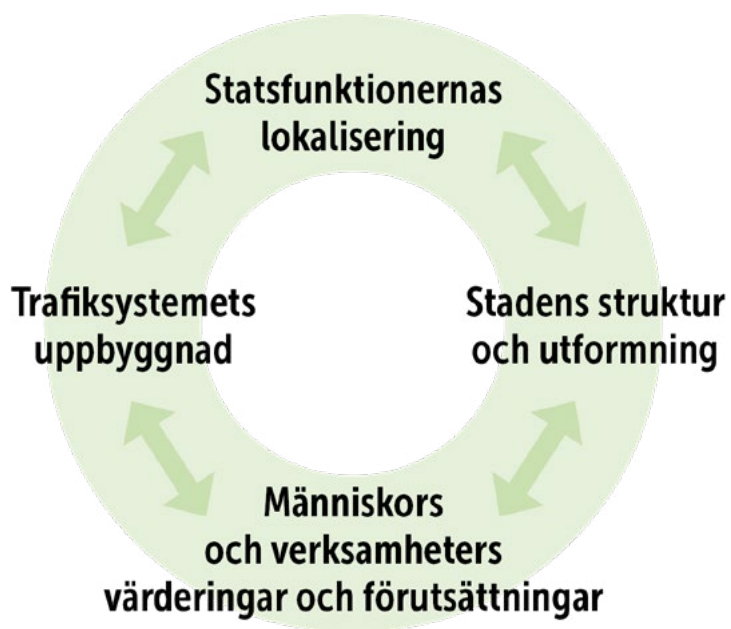 Statsfunktionernas
lokalisering
Trafiksystemets
uppbyggnad
Stadens struktur
och utformning
Människors
och verksamheters
värderingar och förutsättningar